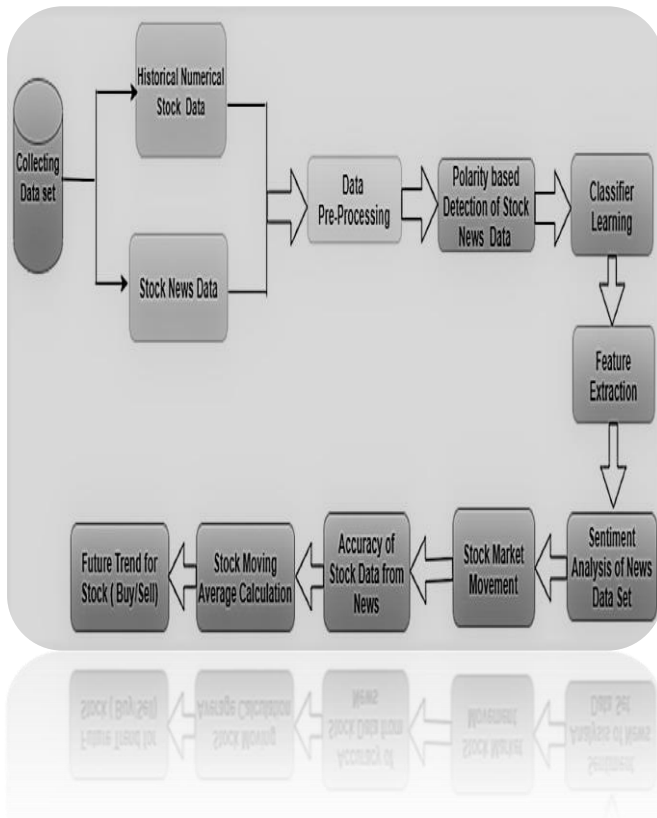 Collecting
Data set
Historical Numerical
Stock Data
Stock News Data
Data
Pre-Processing
Polarity based
Detection of Stock
News Data
Classifier
Learning
Feature
Extraction
Sentiment
Analysis of News
Data Set
Stock Market
Movement
Accuracy of
Stock Data from
News
Stock Moving
Average Calculation
Future Trend for
Stock ( Buy/Sell)